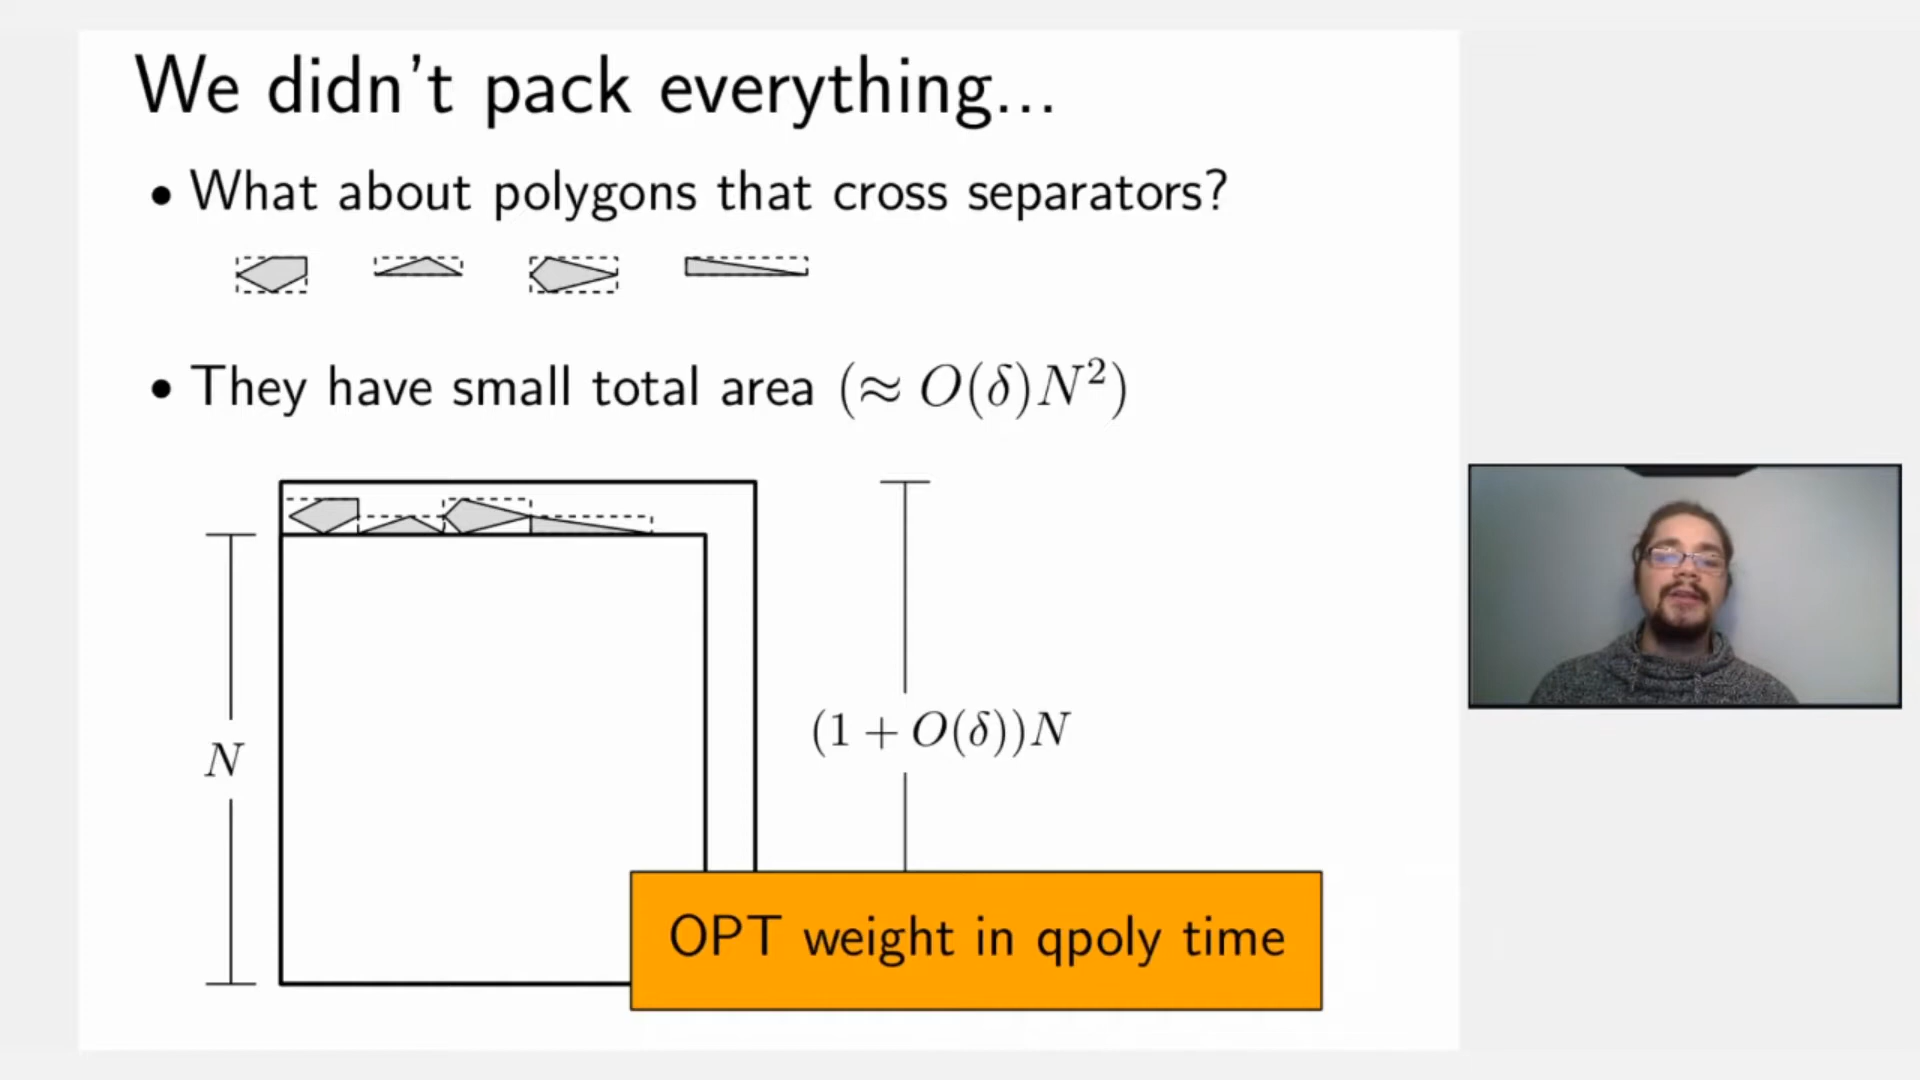 We didn't pack everything...
• What about polygons that cross separators?
• They have small total area (≈ O(δ)N²)
(1 + O(δ))N
N
OPT weight in qpoly time